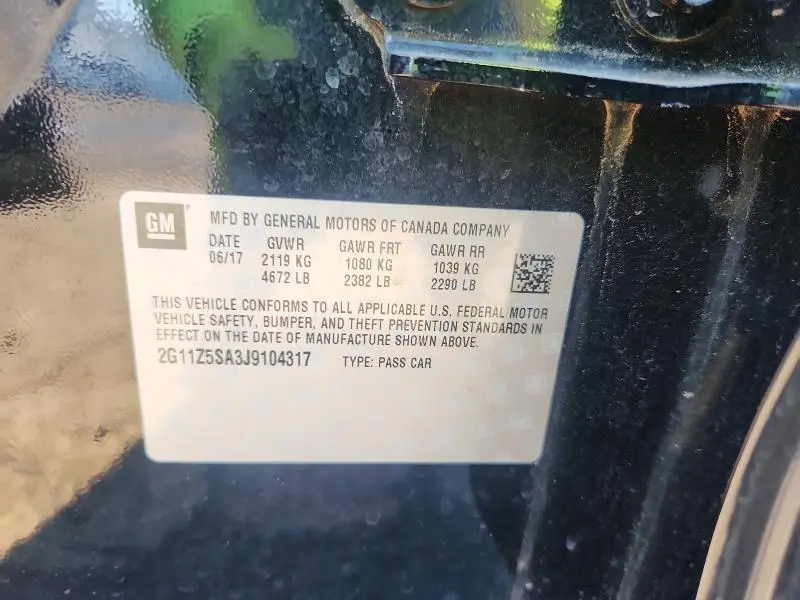 GM
MFD BY GENERAL MOTORS OF CANADA COMPANY
DATE GVWR GAWR FRT GAWR RR
06/17 2119 KG 1080 KG 1039 KG
4672 LB 2382 LB 2290 LB
THIS VEHICLE CONFORMS TO ALL APPLICABLE U.S. FEDERAL MOTOR
VEHICLE SAFETY, BUMPER, AND THEFT PREVENTION STANDARDS IN
EFFECT ON THE DATE OF MANUFACTURE SHOWN ABOVE.
2G11Z5SA3J9104317 TYPE: PASS CAR